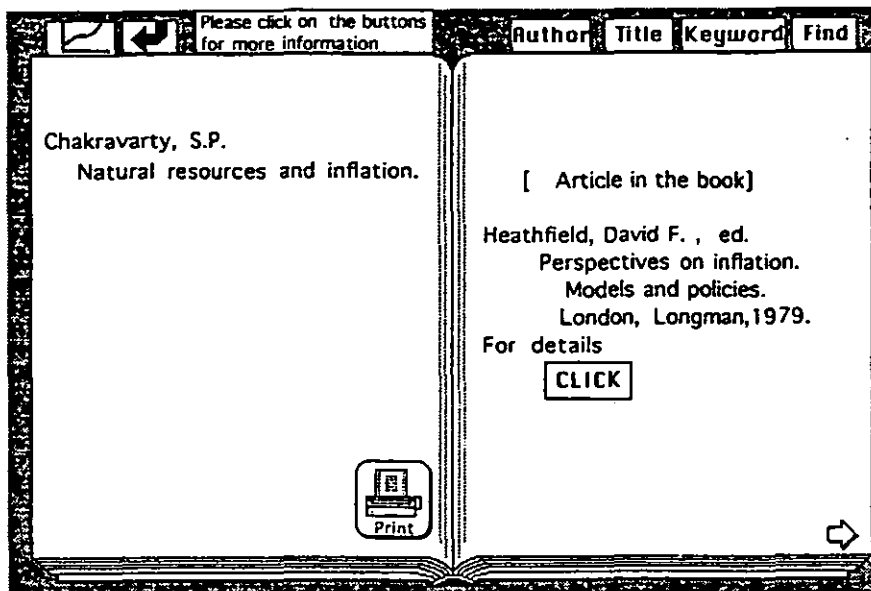 Please click on the buttons
for more information
Author Title Keyword Find
Chakravarty, S.P.
Natural resources and inflation.
Print
[ Article in the book]
Heathfield, David F. , ed.
Perspectives on inflation.
Models and policies.
London, Longman,1979.
For details
CLICK